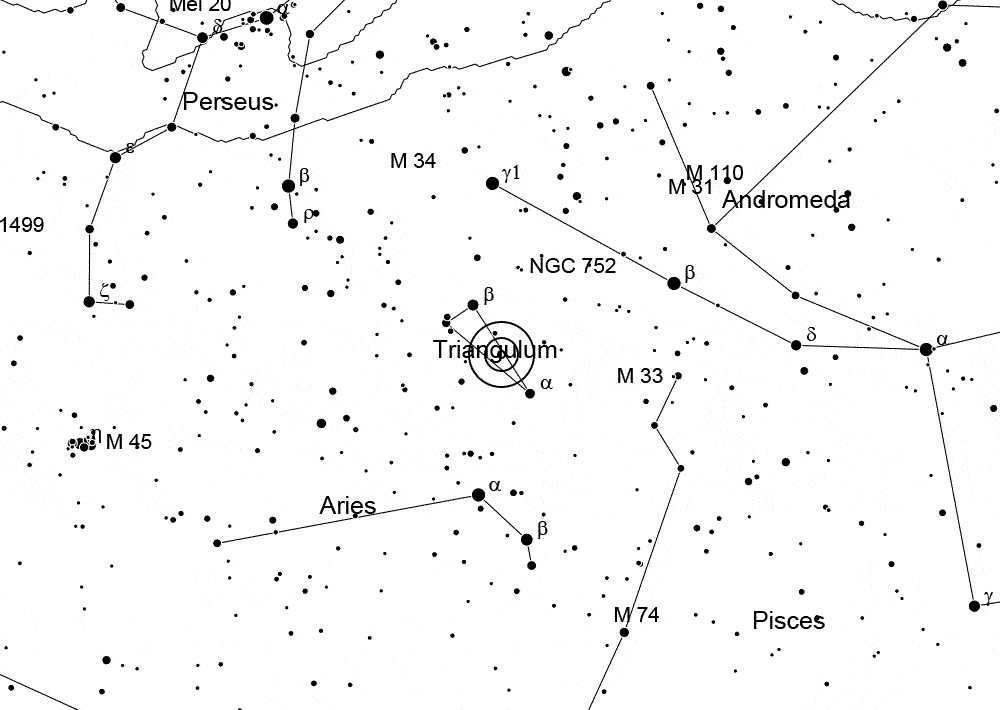 Mel 20
α
δ
Perseus
ε
M 34
β
γ1
M 110
M 31
Andromeda
ρ
1499
NGC 752
β
ζ
β
δ
α
Triangulum
α
M 33
η
M 45
α
Aries
β
γ
M 74
Pisces